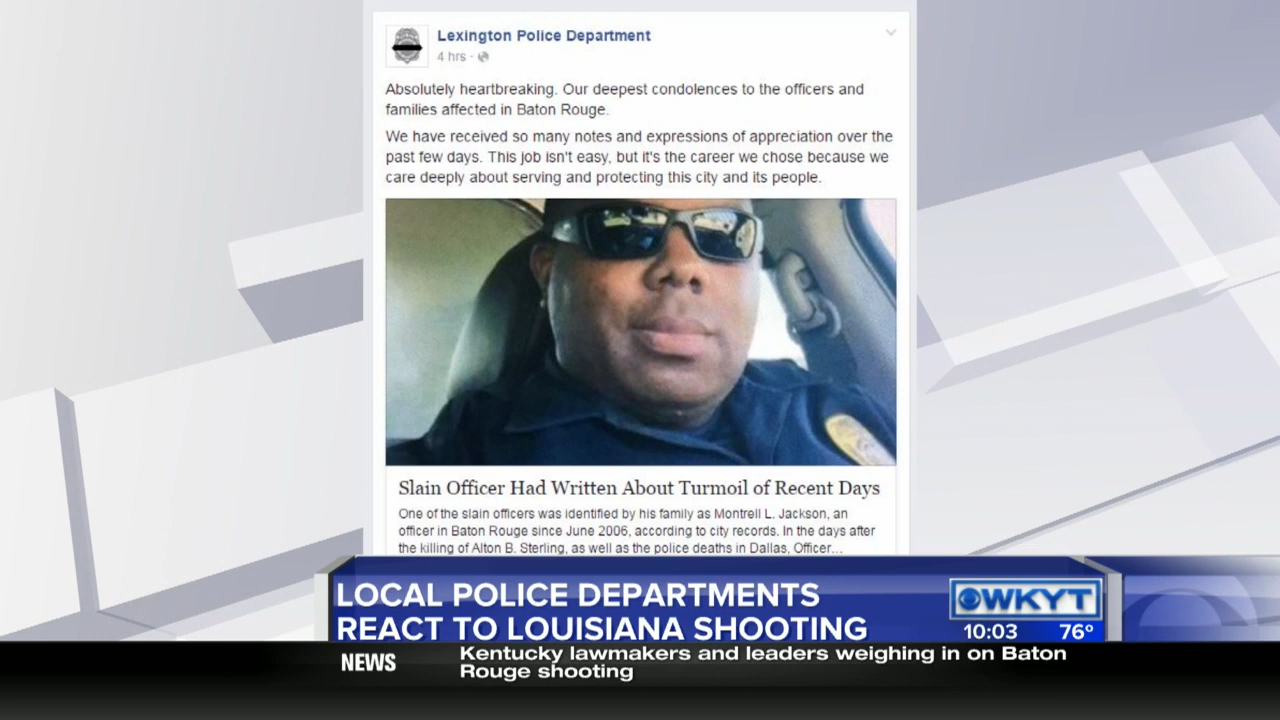 Lexington Police Department
4 hrs ·
Absolutely heartbreaking. Our deepest condolences to the officers and
families affected in Baton Rouge.
We have received so many notes and expressions of appreciation over the
past few days. This job isn't easy, but it's the career we chose because we
care deeply about serving and protecting this city and its people.
Slain Officer Had Written About Turmoil of Recent Days
One of the slain officers was identified by his family as Montrell L. Jackson, an
officer in Baton Rouge since June 2006, according to city records. In the days after
the killing of Alton B. Sterling, as well as the police deaths in Dallas, Officer...
LOCAL POLICE DEPARTMENTS
REACT TO LOUISIANA SHOOTING
WKYT
10:03 76°
NEWS
Kentucky lawmakers and leaders weighing in on Baton
Rouge shooting